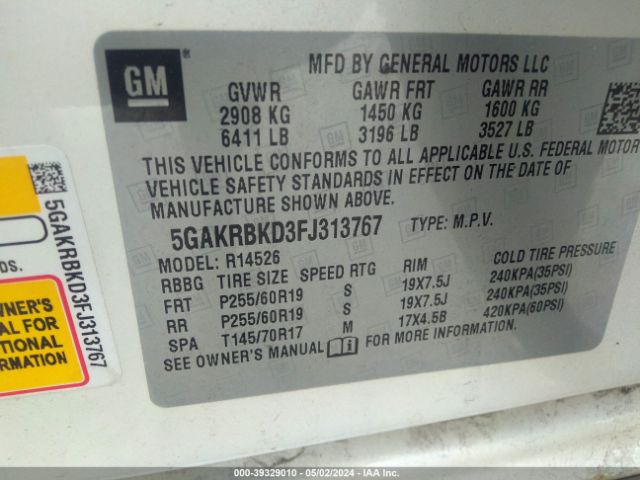 GM
MFD BY GENERAL MOTORS LLC
GVWR GAWR FRT GAWR RR
2908 KG 1450 KG 1600 KG
6411 LB 3196 LB 3527 LB
THIS VEHICLE CONFORMS TO ALL APPLICABLE U.S. FEDERAL MOTOR
VEHICLE SAFETY STANDARDS IN EFFECT ON THE DATE OF
MANUFACTURE SHOWN ABOVE.
5GAKRBKD3FJ313767 TYPE: M.P.V.
MODEL: R14526
RBBG TIRE SIZE SPEED RTG RIM COLD TIRE PRESSURE
FRT P255/60R19 S 19X7.5J 240KPA(35PSI)
RR P255/60R19 S 19X7.5J 240KPA(35PSI)
SPA T145/70R17 M 17X4.5B 420KPA(60PSI)
SEE OWNER'S MANUAL FOR MORE INFORMATION.
5GAKRBKD3FJ313767
DS.
WNER'S
AL FOR
TIONAL
RMATION
000-39329010 - 05/02/2024 - IAA Inc.